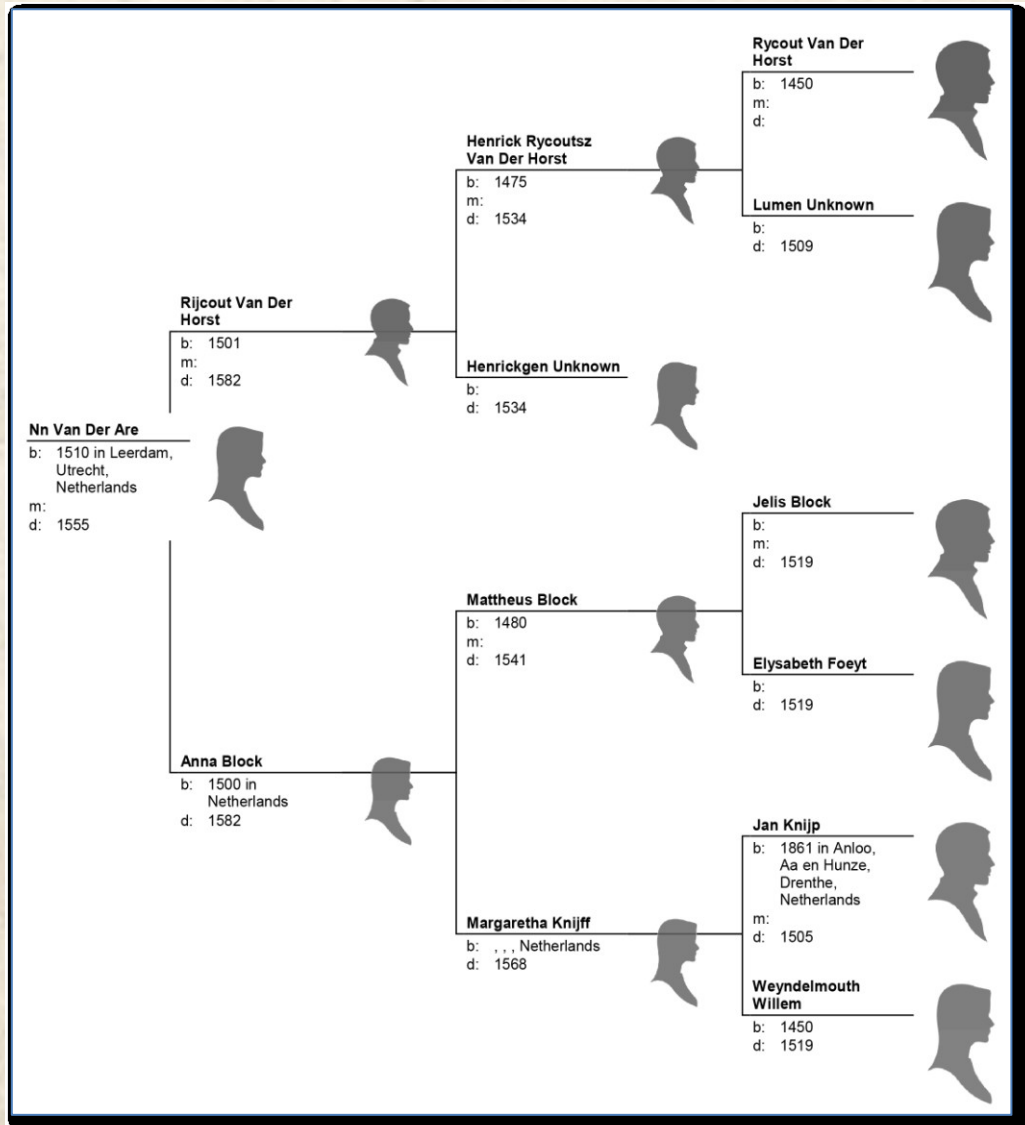 Rycout Van Der
Horst
b: 1450
m:
d:
Henrick Rycoutsz
Van Der Horst
b: 1475
m:
d: 1534
Lumen Unknown
b:
d: 1509
Rijcout Van Der
Horst
b: 1501
m:
d: 1582
Henrickgen Unknown
b:
d: 1534
Nn Van Der Are
b: 1510 in Leerdam,
Utrecht,
Netherlands
m:
d: 1555
Jelis Block
b:
m:
d: 1519
Mattheus Block
b: 1480
m:
d: 1541
Elysabeth Foeyt
b:
d: 1519
Anna Block
b: 1500 in
Netherlands
d: 1582
Jan Knijp
b: 1861 in Anloo,
Aa en Hunze,
Drenthe,
Netherlands
m:
d: 1505
Margaretha Knijff
b: , , , Netherlands
d: 1568
Weyndelmouth
Willem
b: 1450
d: 1519